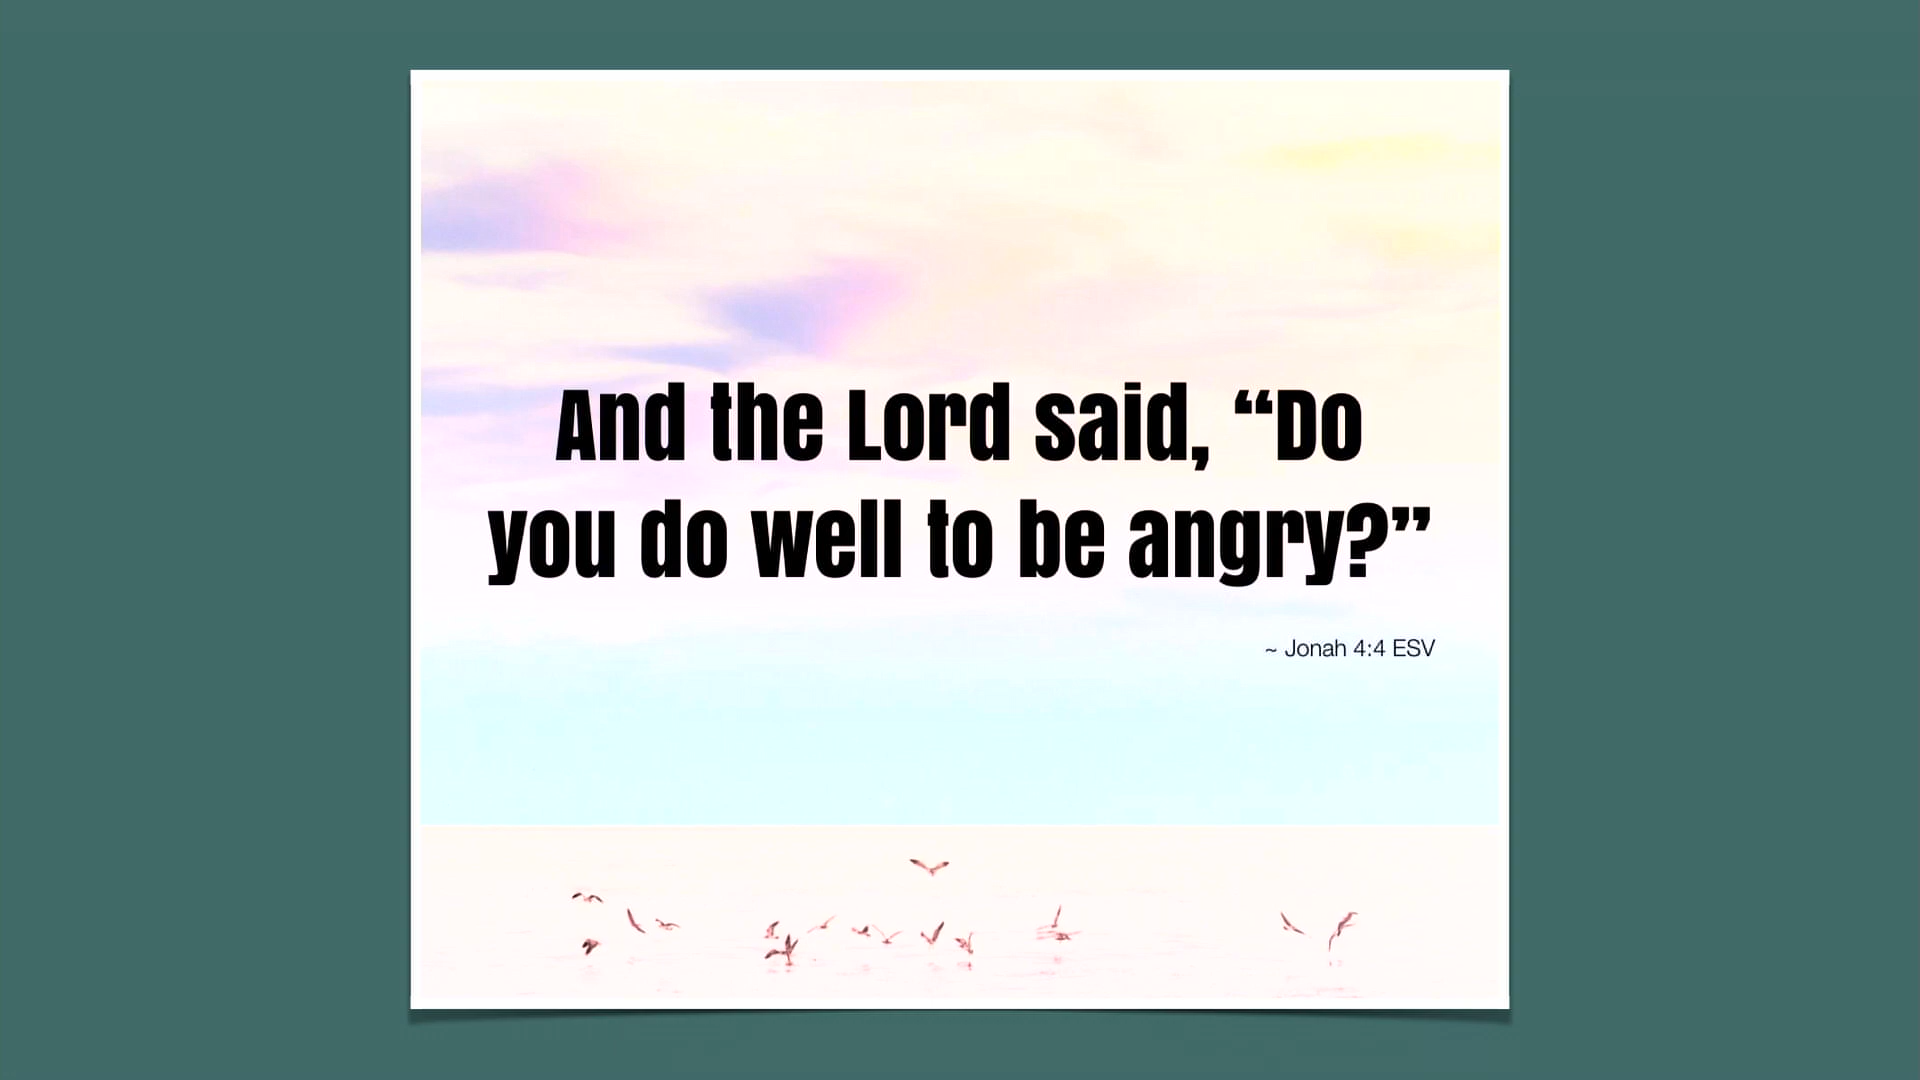 And the Lord said, “Do
you do well to be angry?”
~ Jonah 4:4 ESV